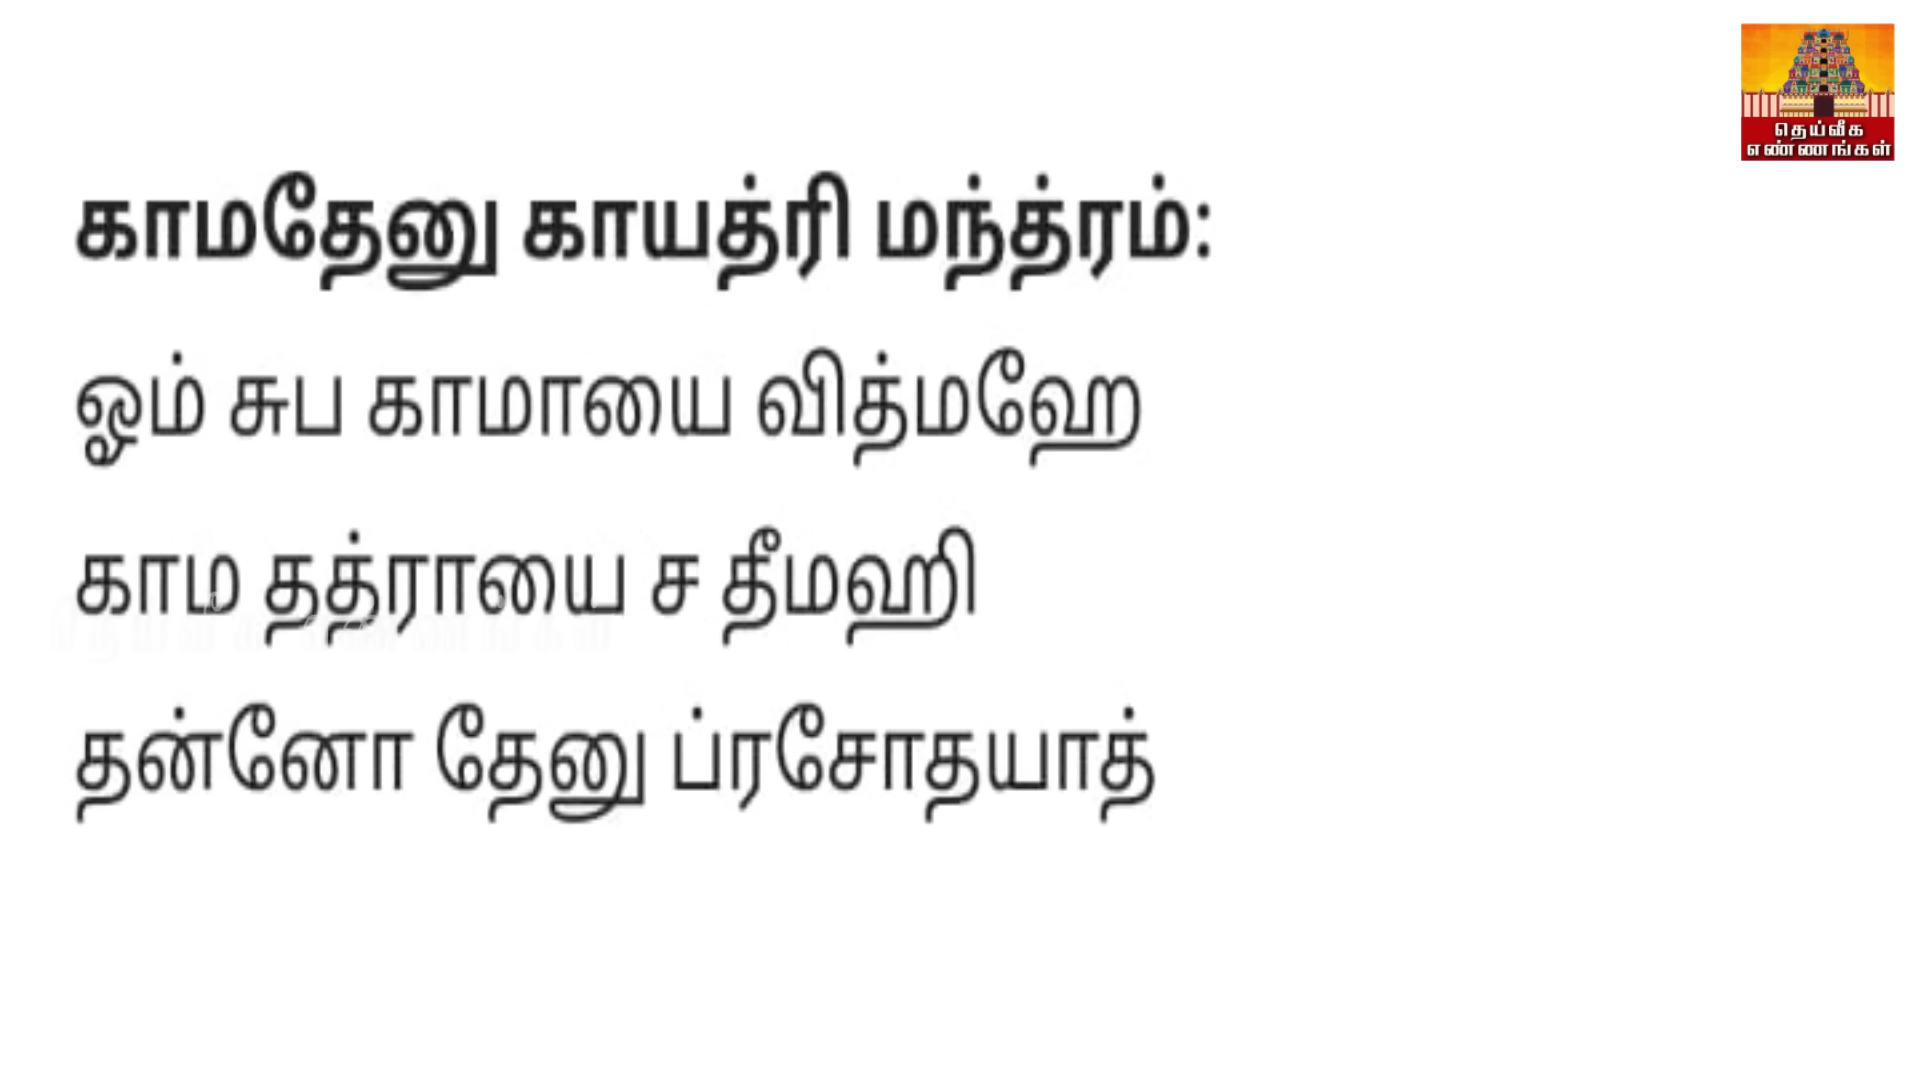 தெய்வீக
எண்ணங்கள்
காமதேனு காயத்ரி மந்த்ரம்:
ஓம் சுப காமாயை வித்மஹே
காம தத்ராயை ச தீமஹி
தன்னோ தேனு ப்ரசோதயாத்